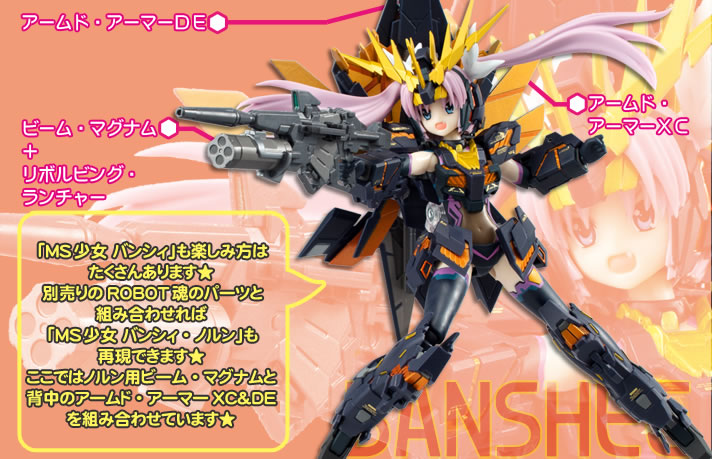 アームド・アーマーDE
アームド・
アーマーXC
ビーム・マグナム
+
リボルビング・
ランチャー
「MS少女 バンシィ」も楽しみ方は
たくさんあります★
別売りのROBOT魂のパーツと
組み合わせれば
「MS少女 バンシィ・ノルン」も
再現できます★
ここではノルン用ビーム・マグナムと
背中のアームド・アーマーXC&DE
を組み合わせています★
BANSHEE